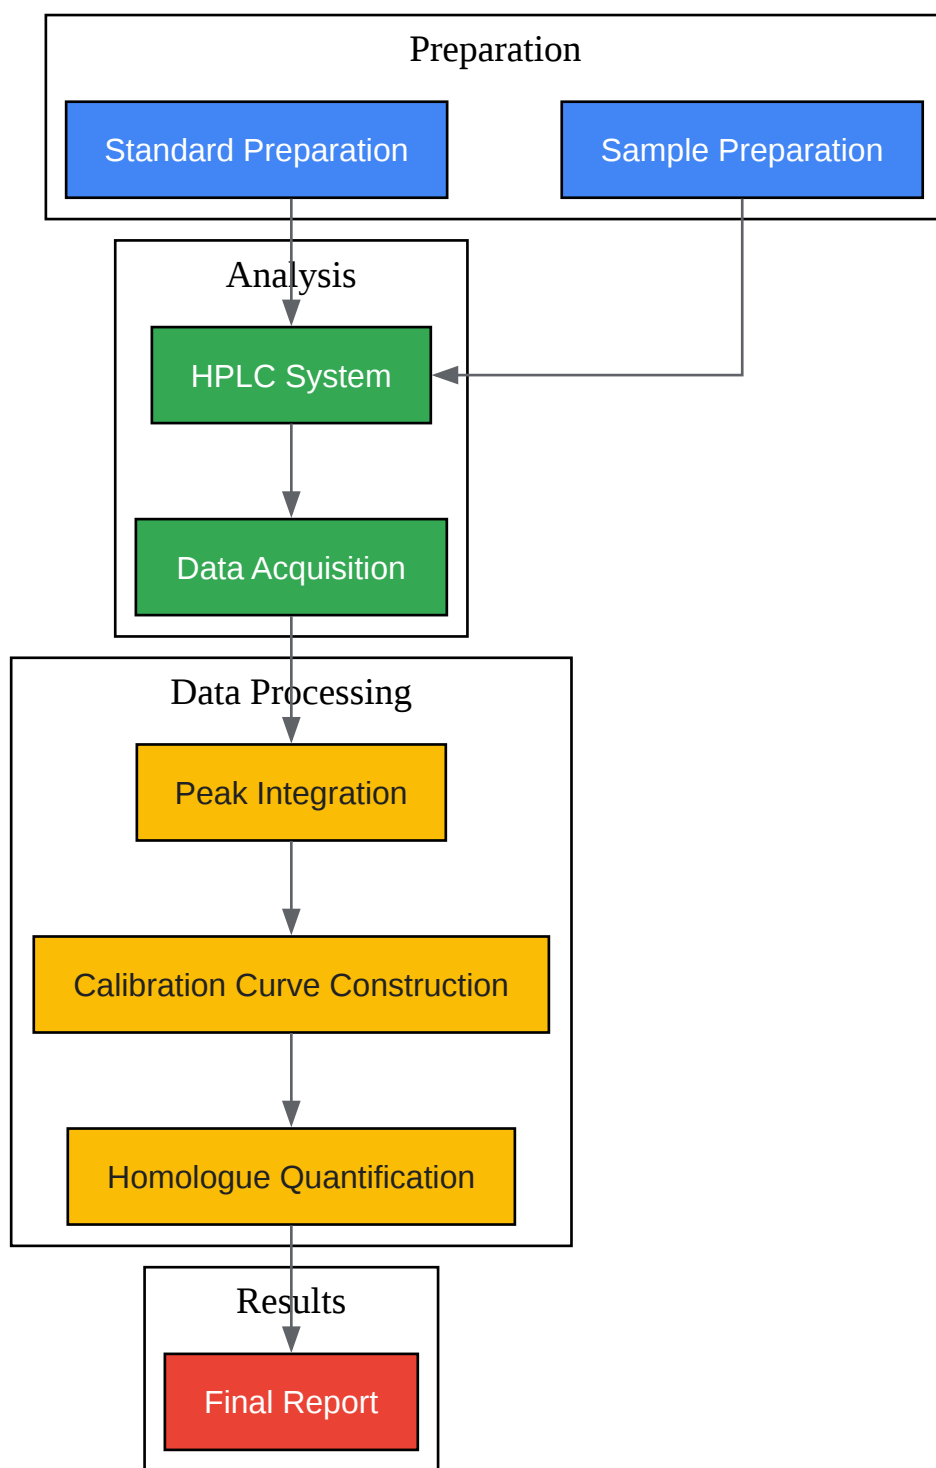 Preparation
Standard Preparation
Sample Preparation
Analysis
HPLC System
Data Acquisition
Data Processing
Peak Integration
Calibration Curve Construction
Homologue Quantification
Results
Final Report